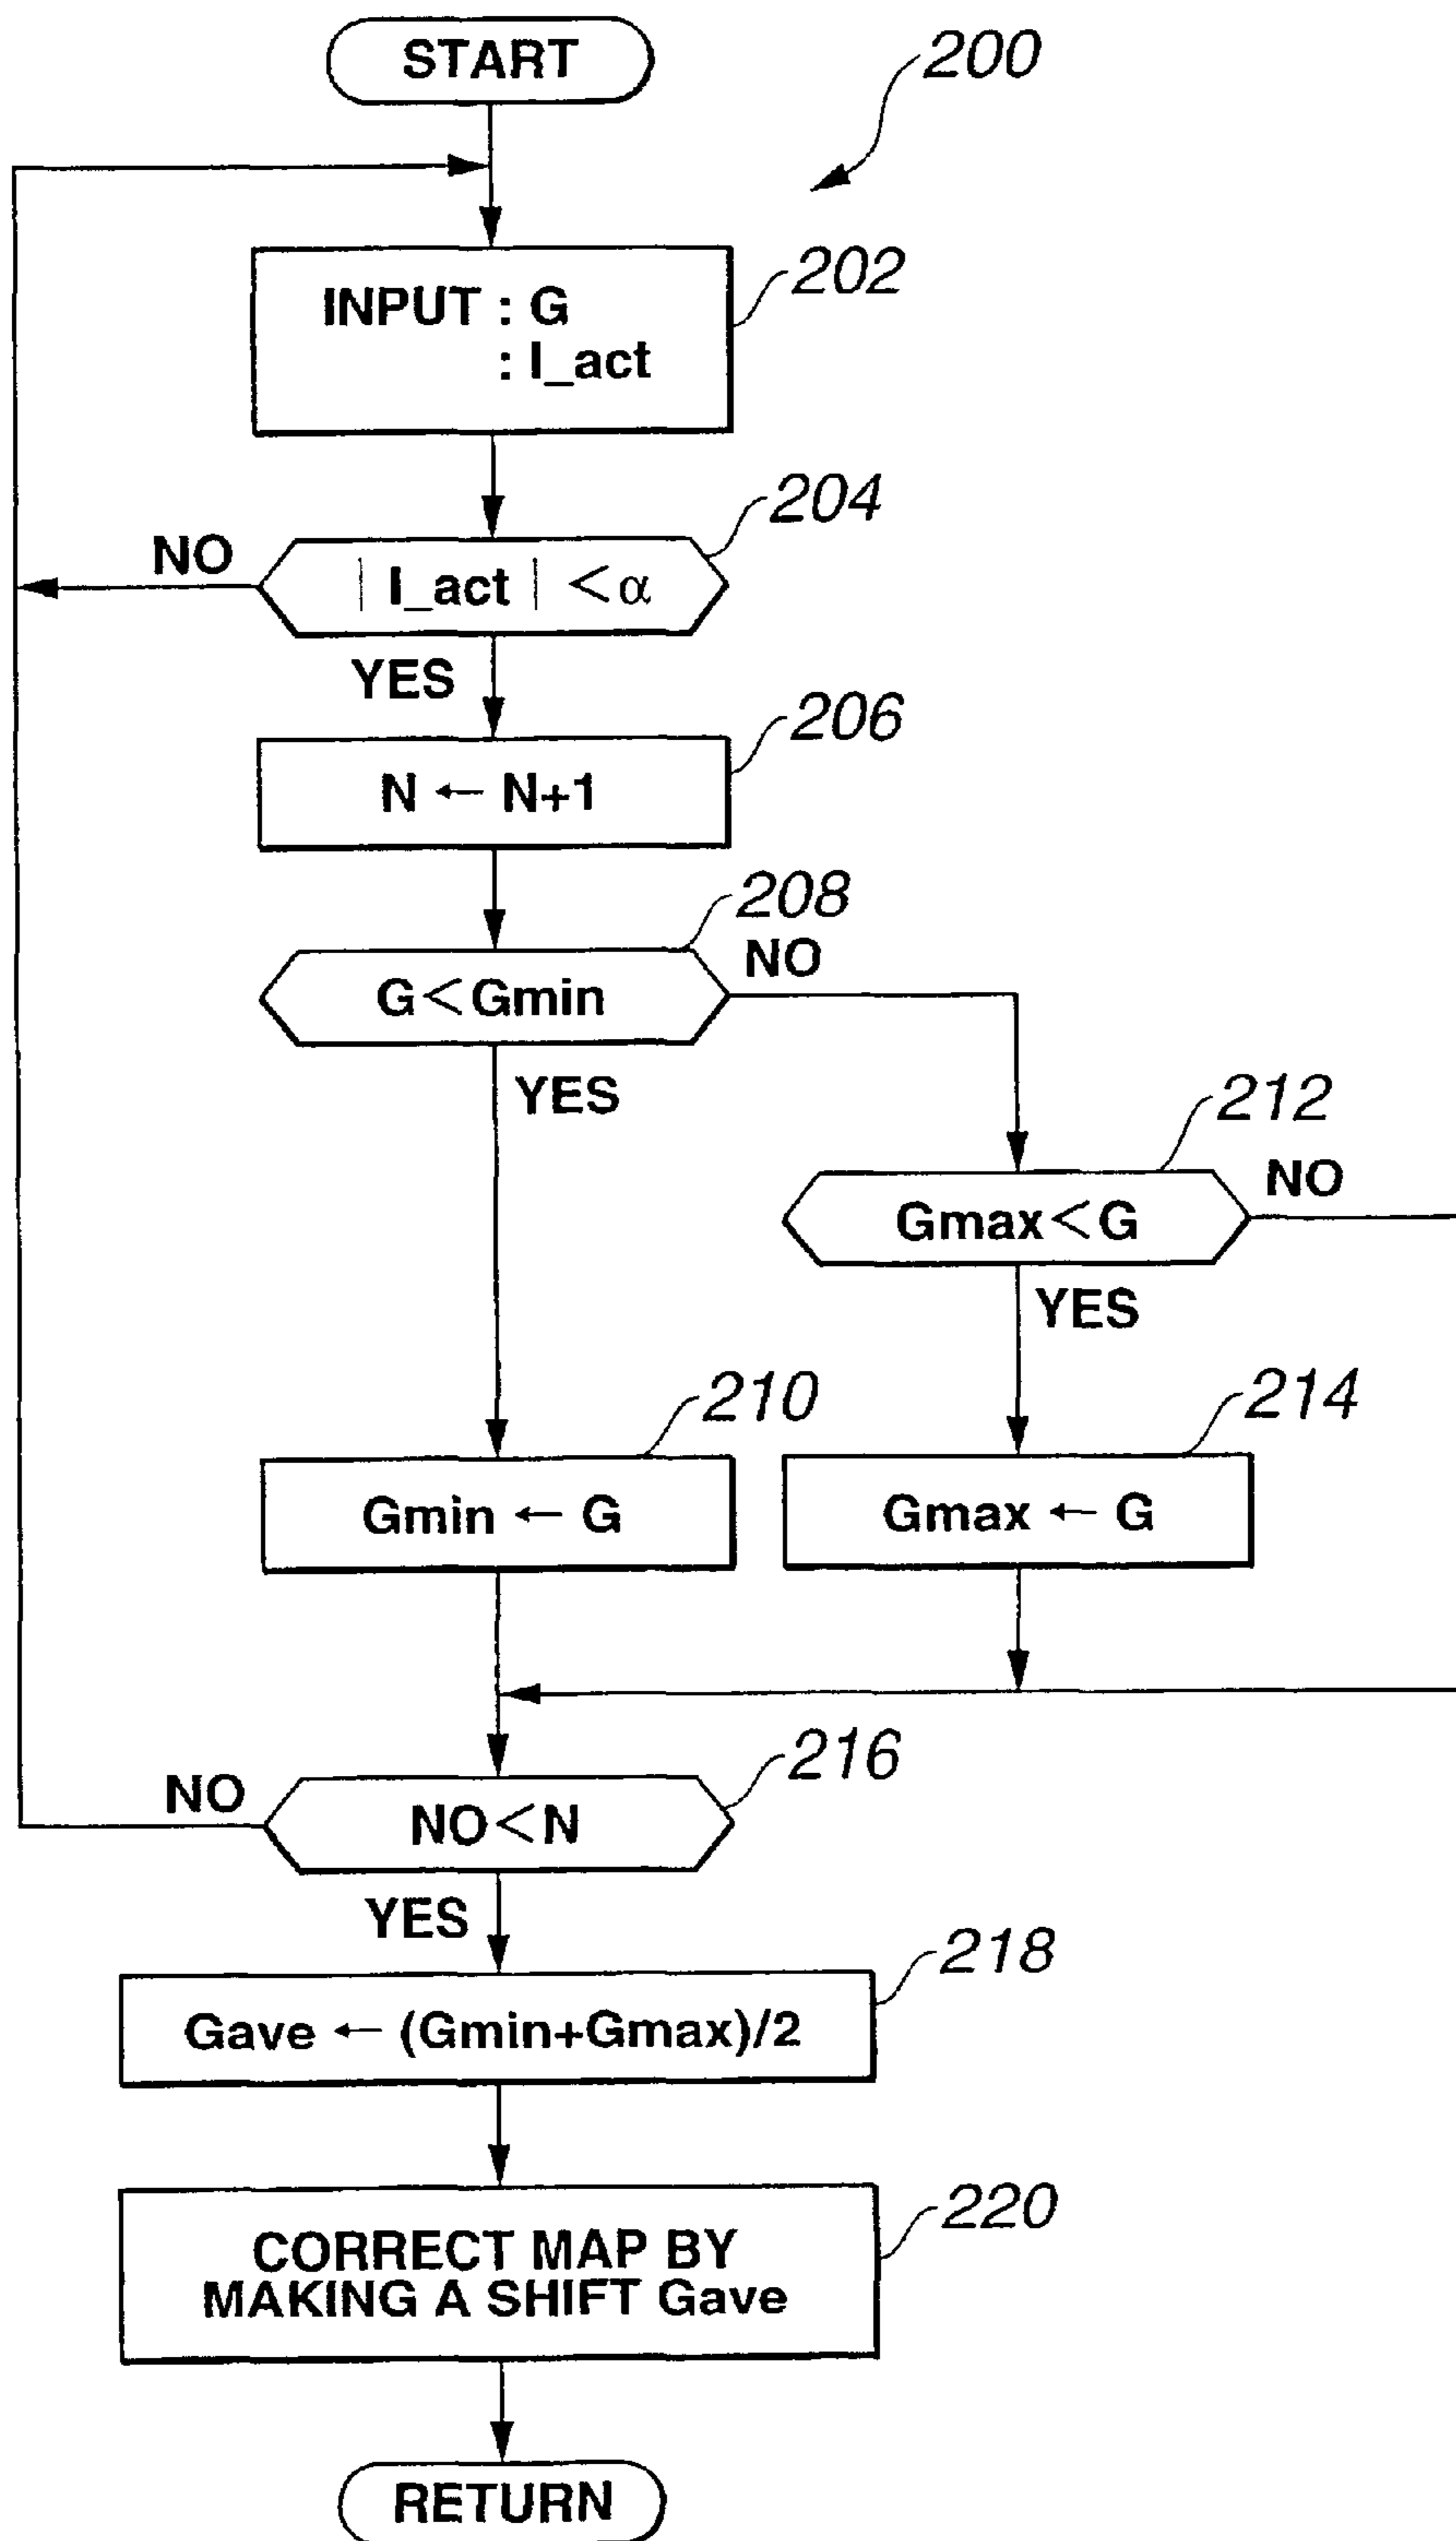 START
200
202
INPUT : G
: I_act
204
NO
| I_act | < α
YES
206
N ← N+1
208
NO
G < Gmin
YES
212
NO
Gmax < G
YES
210
214
Gmin ← G
Gmax ← G
216
NO
NO < N
YES
218
Gave ← (Gmin+Gmax)/2
220
CORRECT MAP BY
MAKING A SHIFT Gave
RETURN